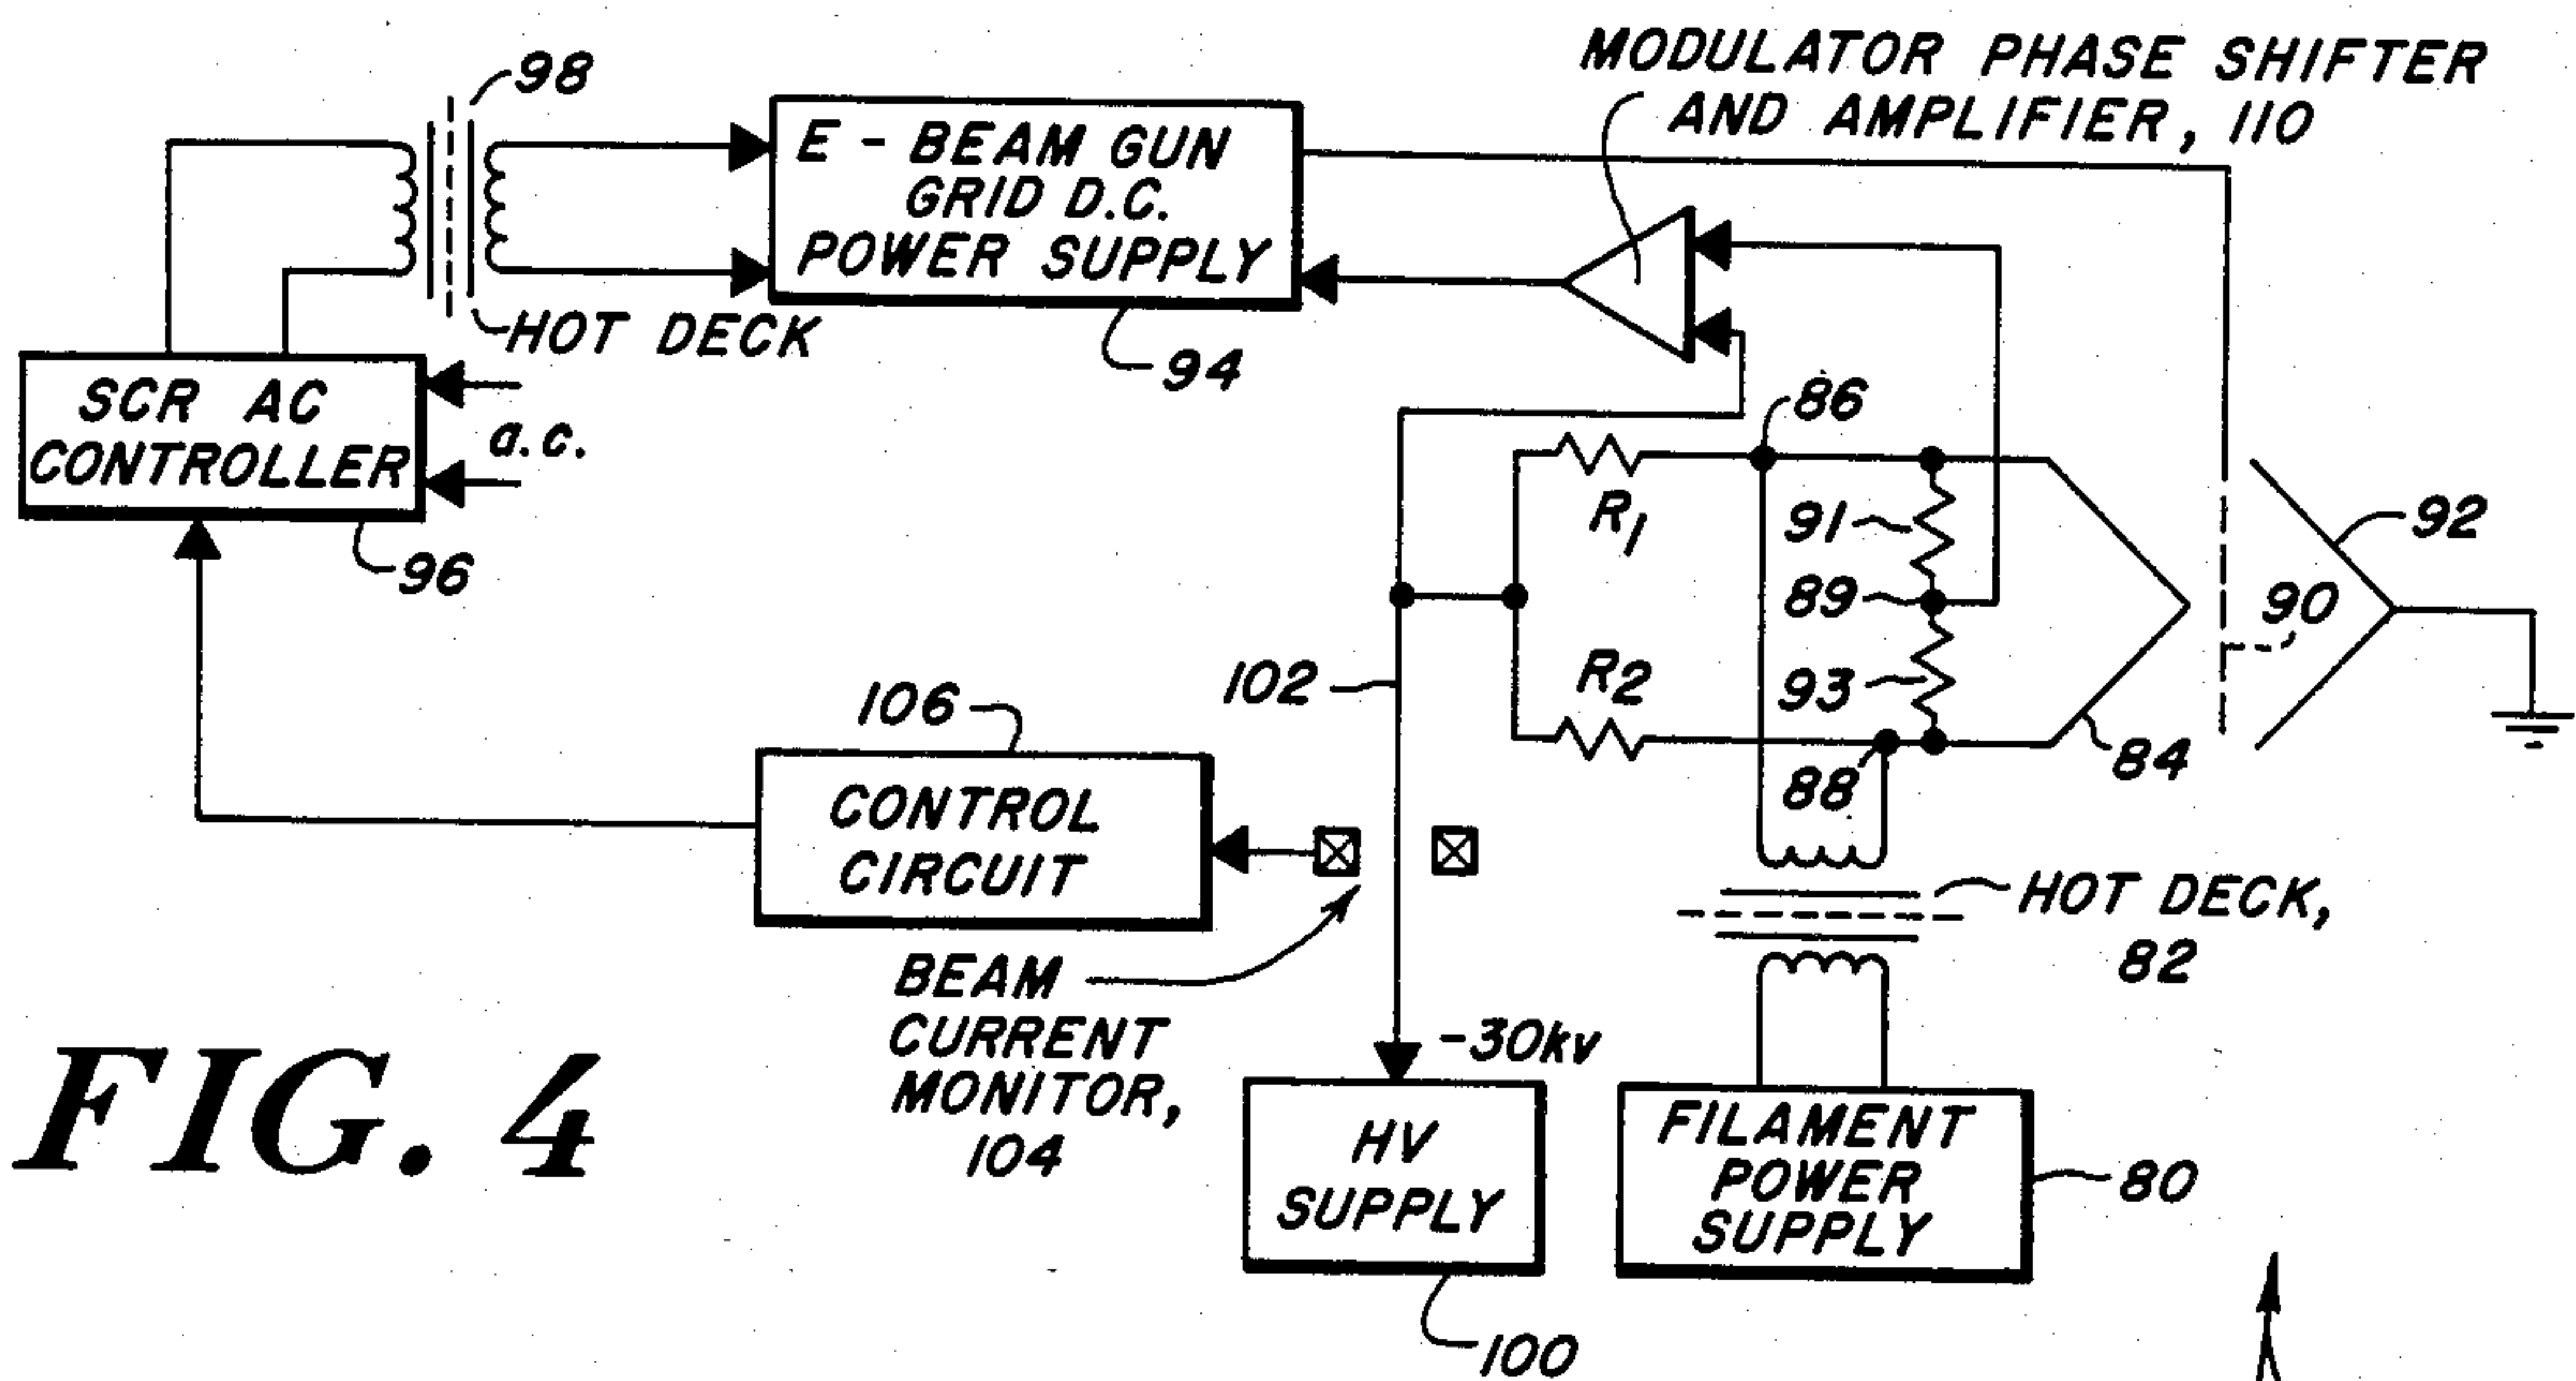 98
MODULATOR PHASE SHIFTER
AND AMPLIFIER, 110
E - BEAM GUN
GRID D.C.
POWER SUPPLY
HOT DECK
94
SCR AC
CONTROLLER
a.c.
96
86
R1
91
89
90
92
102
R2
93
88
84
106
CONTROL
CIRCUIT
HOT DECK,
82
BEAM
CURRENT
MONITOR,
104
-30kv
HV
SUPPLY
100
FILAMENT
POWER
SUPPLY
80
FIG. 4